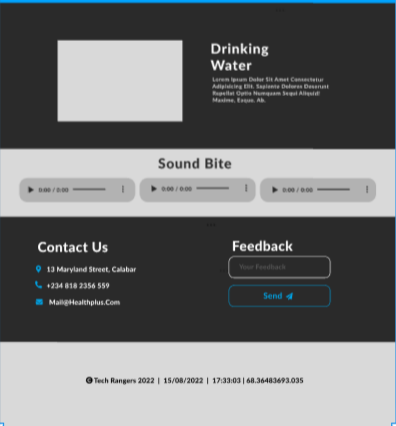 Drinking
Water
Lorem Ipsum Dolor Sit Amet Consectetur
Adipisicing Elit. Sapiente Dolores Deserunt
Repellat Optio Numquam Sequi Aliquid!
Maxime, Eaque. Ab.
Sound Bite
0:00 / 0:00
0:00 / 0:00
0:00 / 0:00
Contact Us
13 Maryland Street, Calabar
+234 818 2356 559
Mail@Healthplus.Com
Feedback
Your Feedback
Send
Tech Rangers 2022 | 15/08/2022 | 17:33:03 | 68.36483693.035